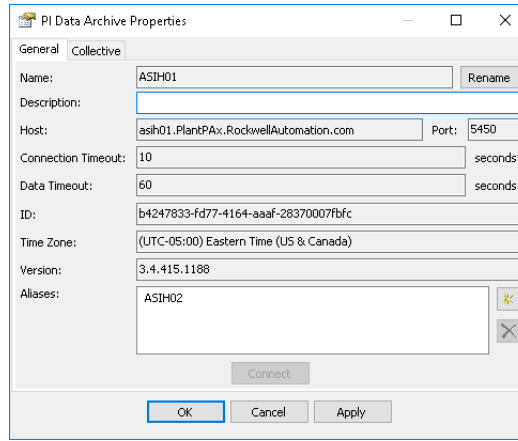 PI Data Archive Properties
General Collective
Name: ASIH01 Rename
Description:
Host: asih01.PlantPAx.RockwellAutomation.com Port: 5450
Connection Timeout: 10 seconds
Data Timeout: 60 seconds
ID: b4247833-fd77-4164-aaaf-28370007fbfc
Time Zone: (UTC-05:00) Eastern Time (US & Canada)
Version: 3.4.415.1188
Aliases: ASIH02
Connect
OK Cancel Apply